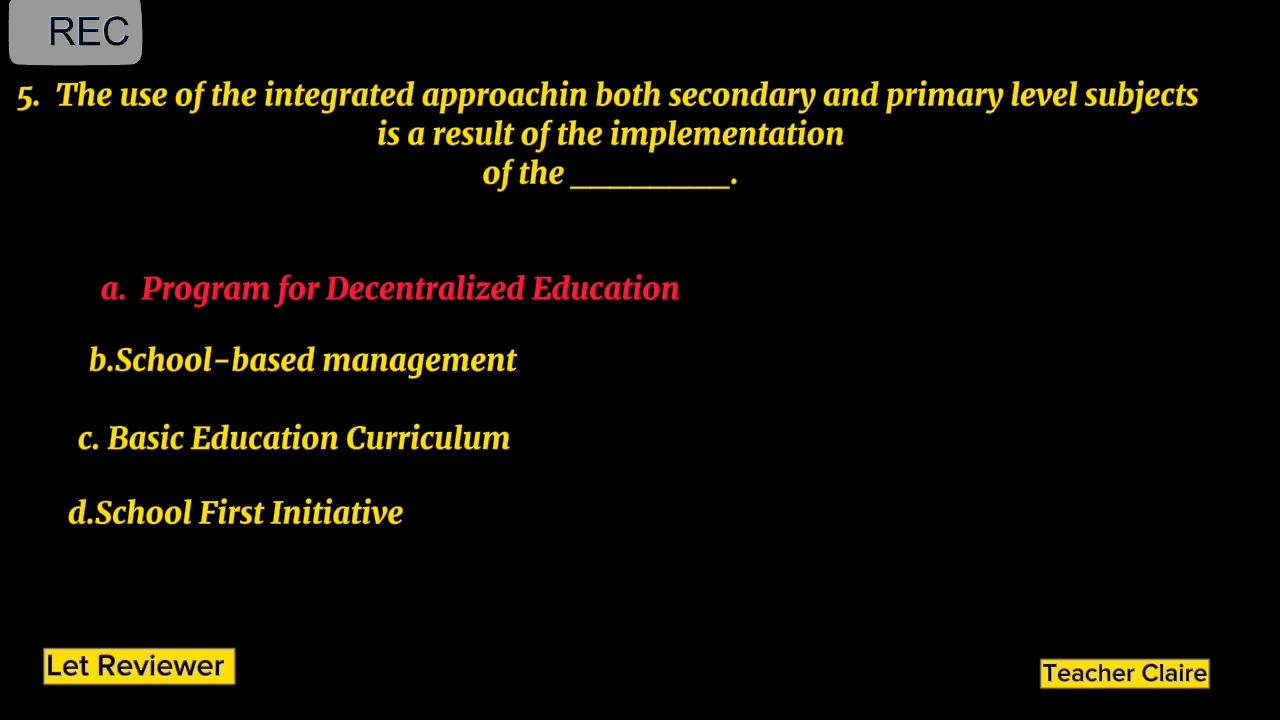 REC
5. The use of the integrated approachin both secondary and primary level subjects
is a result of the implementation
of the __________.
a. Program for Decentralized Education
b.School-based management
c. Basic Education Curriculum
d.School First Initiative
Let Reviewer
Teacher Claire